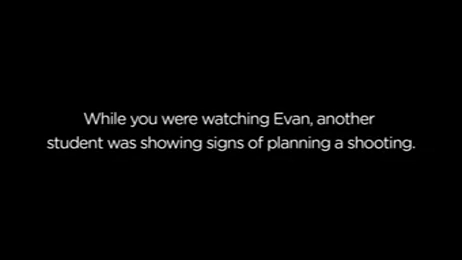 While you were watching Evan, another
student was showing signs of planning a shooting.